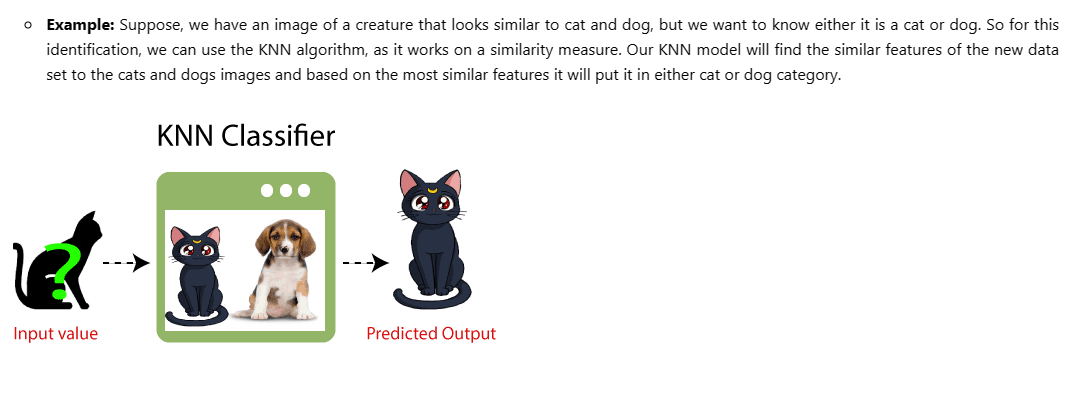 Example: Suppose, we have an image of a creature that looks similar to cat and dog, but we want to know either it is a cat or dog. So for this
identification, we can use the KNN algorithm, as it works on a similarity measure. Our KNN model will find the similar features of the new data
set to the cats and dogs images and based on the most similar features it will put it in either cat or dog category.
KNN Classifier
?
Input value
Predicted Output